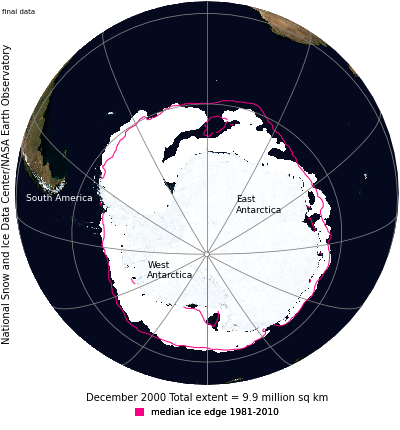 final data
National Snow and Ice Data Center/NASA Earth Observatory
South America
East
Antarctica
West
Antarctica
December 2000 Total extent = 9.9 million sq km
median ice edge 1981-2010